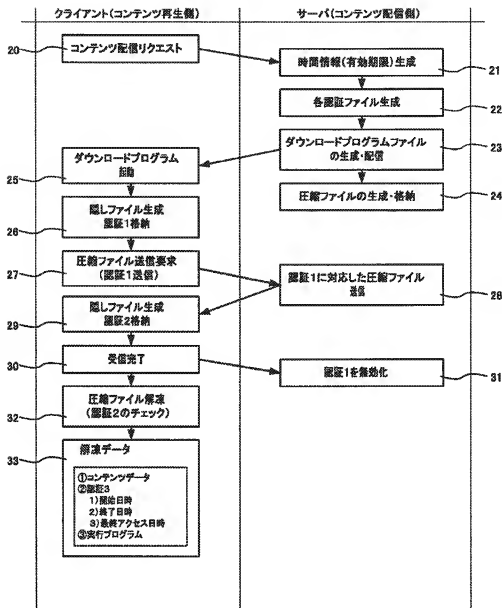 クライアント(コンテンツ再生側)
サーバ(コンテンツ配信側)
20
コンテンツ配信リクエスト
時間情報(有効期限)生成
21
各認証ファイル生成
22
ダウンロードプログラムファイル
の生成・配信
23
ダウンロードプログラム
起動
25
圧縮ファイルの生成・格納
24
隠しファイル生成
認証1格納
26
圧縮ファイル送信要求
(認証1送信)
27
認証1に対応した圧縮ファイル
送信
28
隠しファイル生成
認証2格納
29
受信完了
30
認証1を無効化
31
圧縮ファイル解凍
(認証2のチェック)
32
解凍データ
33
①コンテンツデータ
②認証3
1)開始日時
2)終了日時
3)最終アクセス日時
③実行プログラム